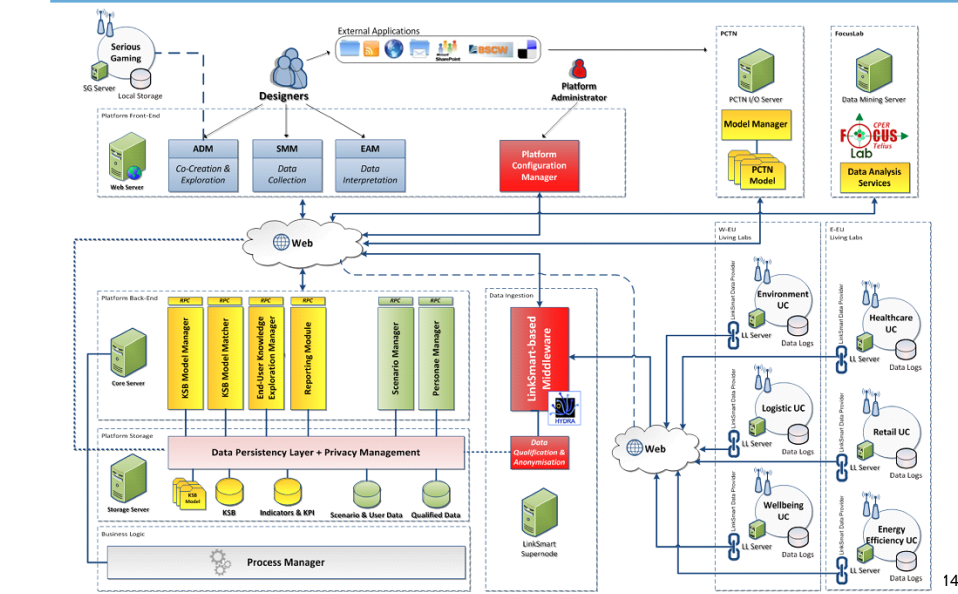 External Applications
Microsoft
SharePoint
BSCW
PCTN
FocusLab
Serious
Gaming
SG Server
Local Storage
Designers
Platform
Administrator
PCTN I/O Server
Data Mining Server
Platform Front-End
Web Server
ADM
Co-Creation &
Exploration
SMM
Data
Collection
EAM
Data
Interpretation
Platform
Configuration
Manager
Model Manager
PCTN
Model
CPER
FOCUS
Telius
Lab
Data Analysis
Services
Web
W-EU
Living Labs
E-EU
Living Labs
Platform Back-End
Core Server
RPC
RPC
RPC
RPC
RPC
RPC
KSB Model Manager
KSB Model Matcher
End-User Knowledge
Exploration Manager
Reporting Module
Scenario Manager
Personae Manager
Data Ingestion
LinkSmart-based
Middleware
HYDRA
Data
Qualification &
Anonymisation
LinkSmart
Supernode
Web
LinkSmart Data Provider
Environment
UC
LL Server
Data Logs
LinkSmart Data Provider
Healthcare
UC
LL Server
Data Logs
LinkSmart Data Provider
Logistic UC
LL Server
Data Logs
LinkSmart Data Provider
Retail UC
LL Server
Data Logs
LinkSmart Data Provider
Wellbeing
UC
LL Server
Data Logs
LinkSmart Data Provider
Energy
Efficiency UC
LL Server
Data Logs
Platform Storage
Storage Server
Data Persistency Layer + Privacy Management
KSB
Model
KSB
Indicators & KPI
Scenario & User Data
Qualified Data
Business Logic
Process Manager
14